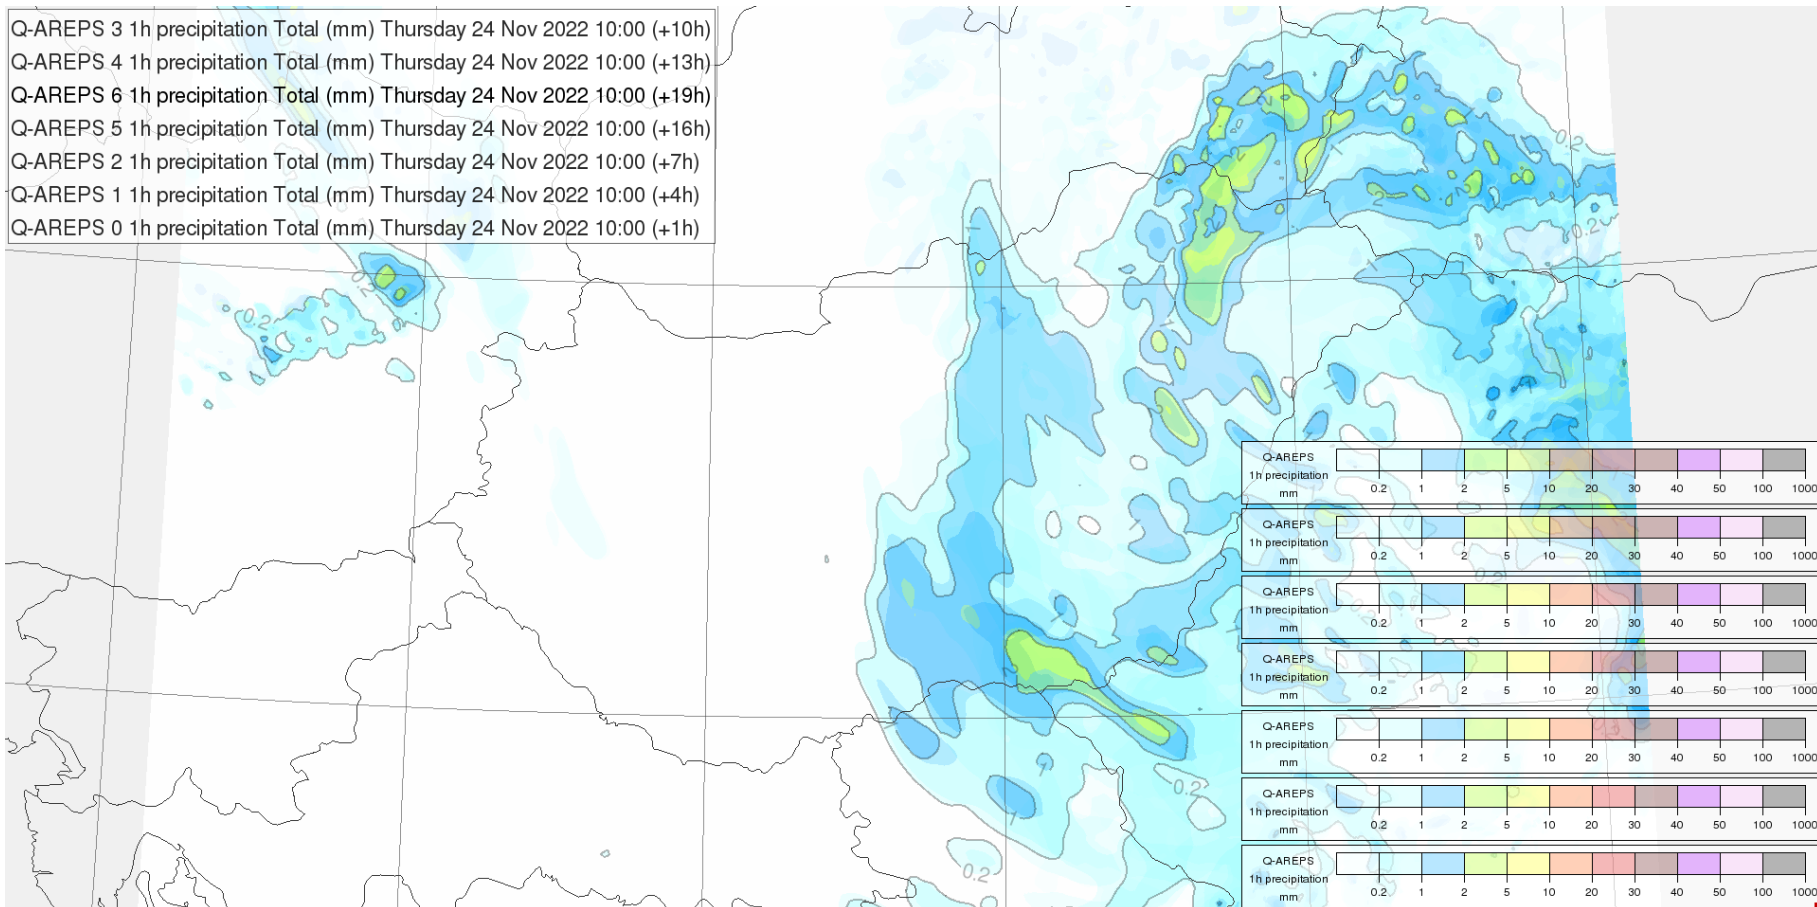 Q-AREPS 3 1h precipitation Total (mm) Thursday 24 Nov 2022 10:00 (+10h)
Q-AREPS 4 1h precipitation Total (mm) Thursday 24 Nov 2022 10:00 (+13h)
Q-AREPS 6 1h precipitation Total (mm) Thursday 24 Nov 2022 10:00 (+19h)
Q-AREPS 5 1h precipitation Total (mm) Thursday 24 Nov 2022 10:00 (+16h)
Q-AREPS 2 1h precipitation Total (mm) Thursday 24 Nov 2022 10:00 (+7h)
Q-AREPS 1 1h precipitation Total (mm) Thursday 24 Nov 2022 10:00 (+4h)
Q-AREPS 0 1h precipitation Total (mm) Thursday 24 Nov 2022 10:00 (+1h)
0.2
0.2
0.2
0.2
0.2
Q-AREPS
1h precipitation
mm
0.2 1 2 5 10 20 30 40 50 100 1000
Q-AREPS
1h precipitation
mm
0.2 1 2 5 10 20 30 40 50 100 1000
Q-AREPS
1h precipitation
mm
0.2 1 2 5 10 20 30 40 50 100 1000
Q-AREPS
1h precipitation
mm
0.2 1 2 5 10 20 30 40 50 100 1000
Q-AREPS
1h precipitation
mm
0.2 1 2 5 10 20 30 40 50 100 1000
Q-AREPS
1h precipitation
mm
0.2 1 2 5 10 20 30 40 50 100 1000
Q-AREPS
1h precipitation
mm
0.2 1 2 5 10 20 30 40 50 100 1000